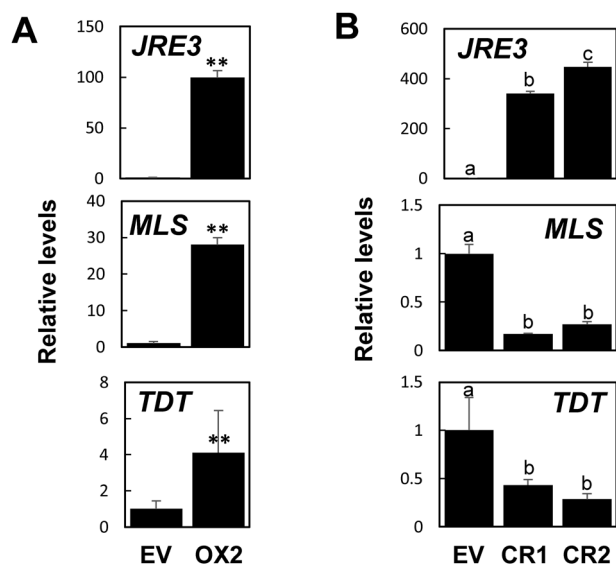 A
Relative levels
JRE3
150
100
50
0
**
MLS
40
30
20
10
0
**
TDT
8
6
4
2
0
**
EV OX2
B
Relative levels
JRE3
600
400
200
0
a
b
c
MLS
1.5
1
0.5
0
a
b
b
TDT
1.5
1
0.5
0
a
b
b
EV CR1 CR2